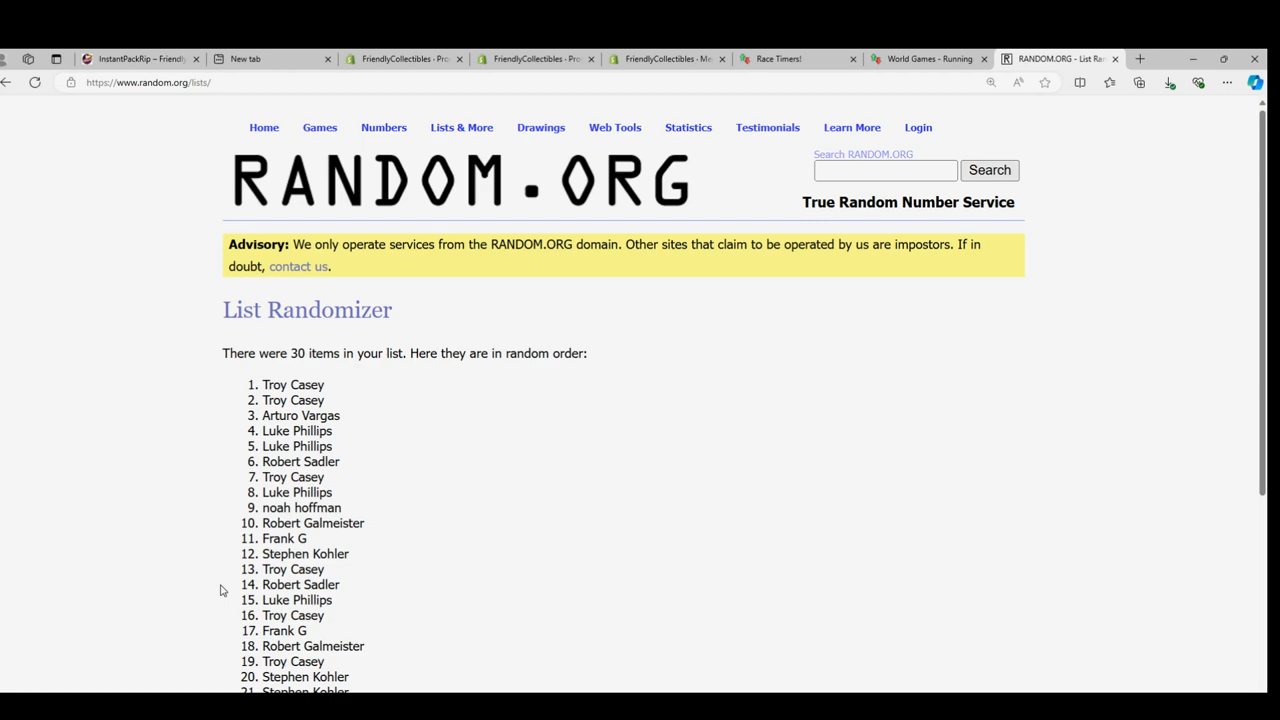 InstantPackRip – Friendly
New tab
FriendlyCollectibles - Pro
FriendlyCollectibles - Pro
FriendlyCollectibles - Me
Race Timers!
World Games - Running
RANDOM.ORG - List Ra
https://www.random.org/lists/
Home Games Numbers Lists & More Drawings Web Tools Statistics Testimonials Learn More Login
RANDOM.ORG
Search RANDOM.ORG
Search
True Random Number Service
Advisory: We only operate services from the RANDOM.ORG domain. Other sites that claim to be operated by us are impostors. If in
doubt, contact us.
List Randomizer
There were 30 items in your list. Here they are in random order:
1. Troy Casey
2. Troy Casey
3. Arturo Vargas
4. Luke Phillips
5. Luke Phillips
6. Robert Sadler
7. Troy Casey
8. Luke Phillips
9. noah hoffman
10. Robert Galmeister
11. Frank G
12. Stephen Kohler
13. Troy Casey
14. Robert Sadler
15. Luke Phillips
16. Troy Casey
17. Frank G
18. Robert Galmeister
19. Troy Casey
20. Stephen Kohler
21. Stephen Kohler